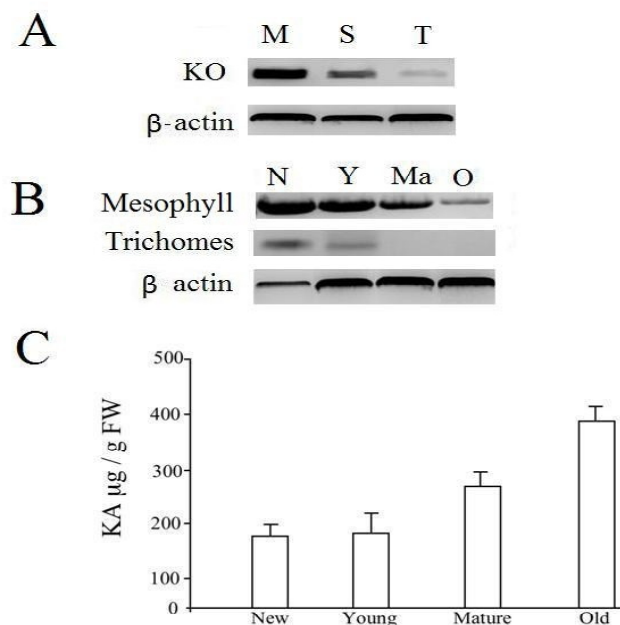 A
M S T
KO
β-actin
B
N Y Ma O
Mesophyll
Trichomes
β actin
C
KA µg / g FW
500
400
300
200
100
0
New Young Mature Old